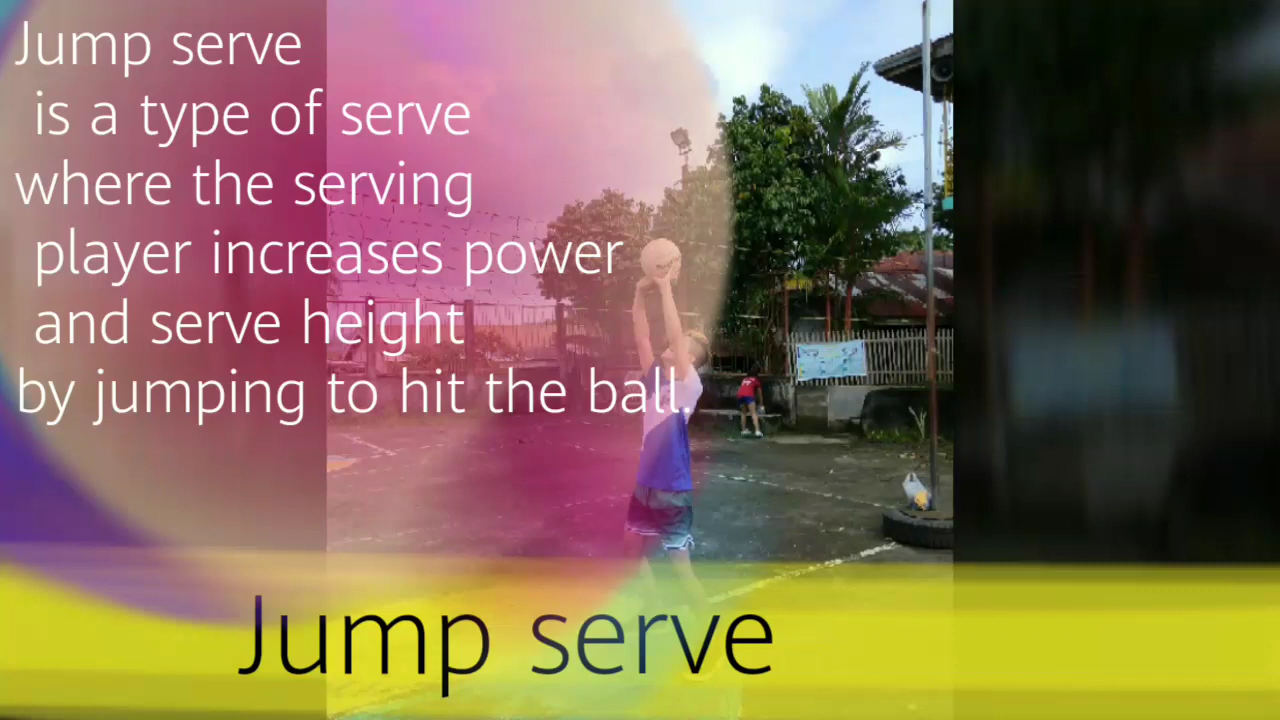 Jump serve
is a type of serve
where the serving
player increases power
and serve height
by jumping to hit the ball.
Jump serve